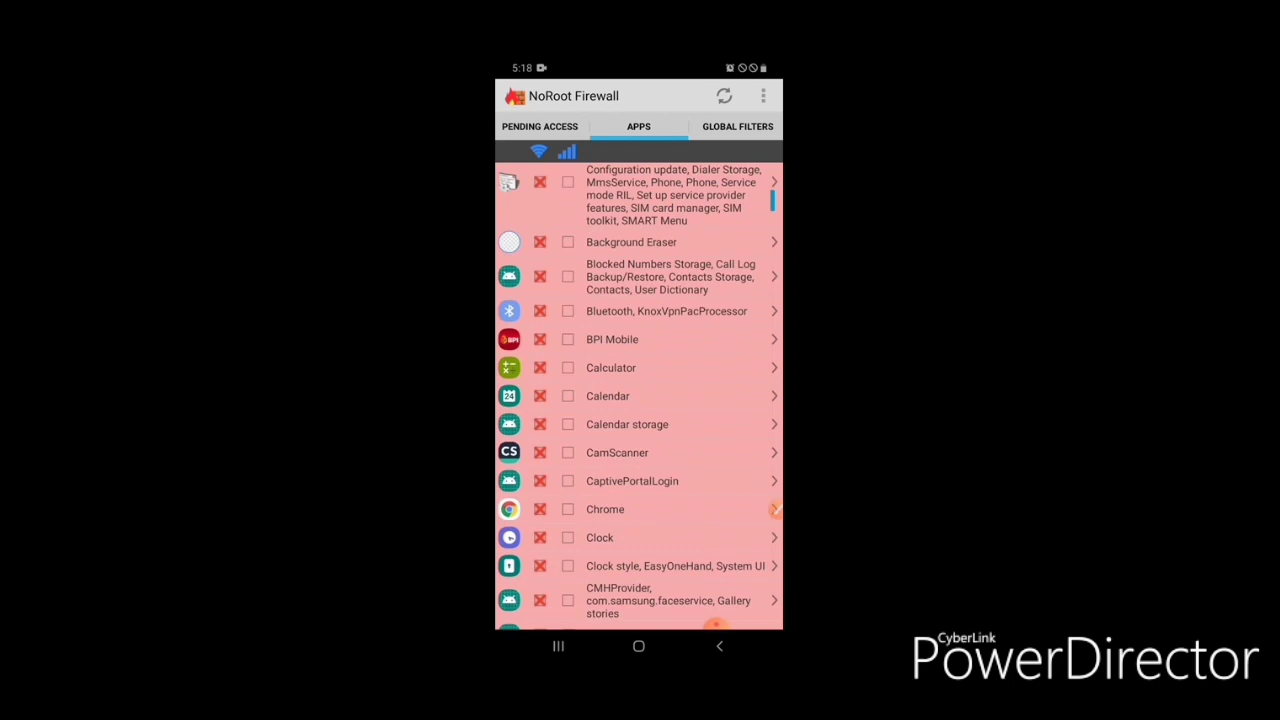 5:18
NoRoot Firewall
PENDING ACCESS
APPS
GLOBAL FILTERS
Configuration update, Dialer Storage,
MmsService, Phone, Phone, Service
mode RIL, Set up service provider
features, SIM card manager, SIM
toolkit, SMART Menu
Background Eraser
Blocked Numbers Storage, Call Log
Backup/Restore, Contacts Storage,
Contacts, User Dictionary
Bluetooth, KnoxVpnPacProcessor
BPI
BPI Mobile
Calculator
24
Calendar
Calendar storage
CS
CamScanner
CaptivePortalLogin
Chrome
Clock
Clock style, EasyOneHand, System UI
CMHProvider,
com.samsung.faceservice, Gallery
stories
CyberLink
PowerDirector